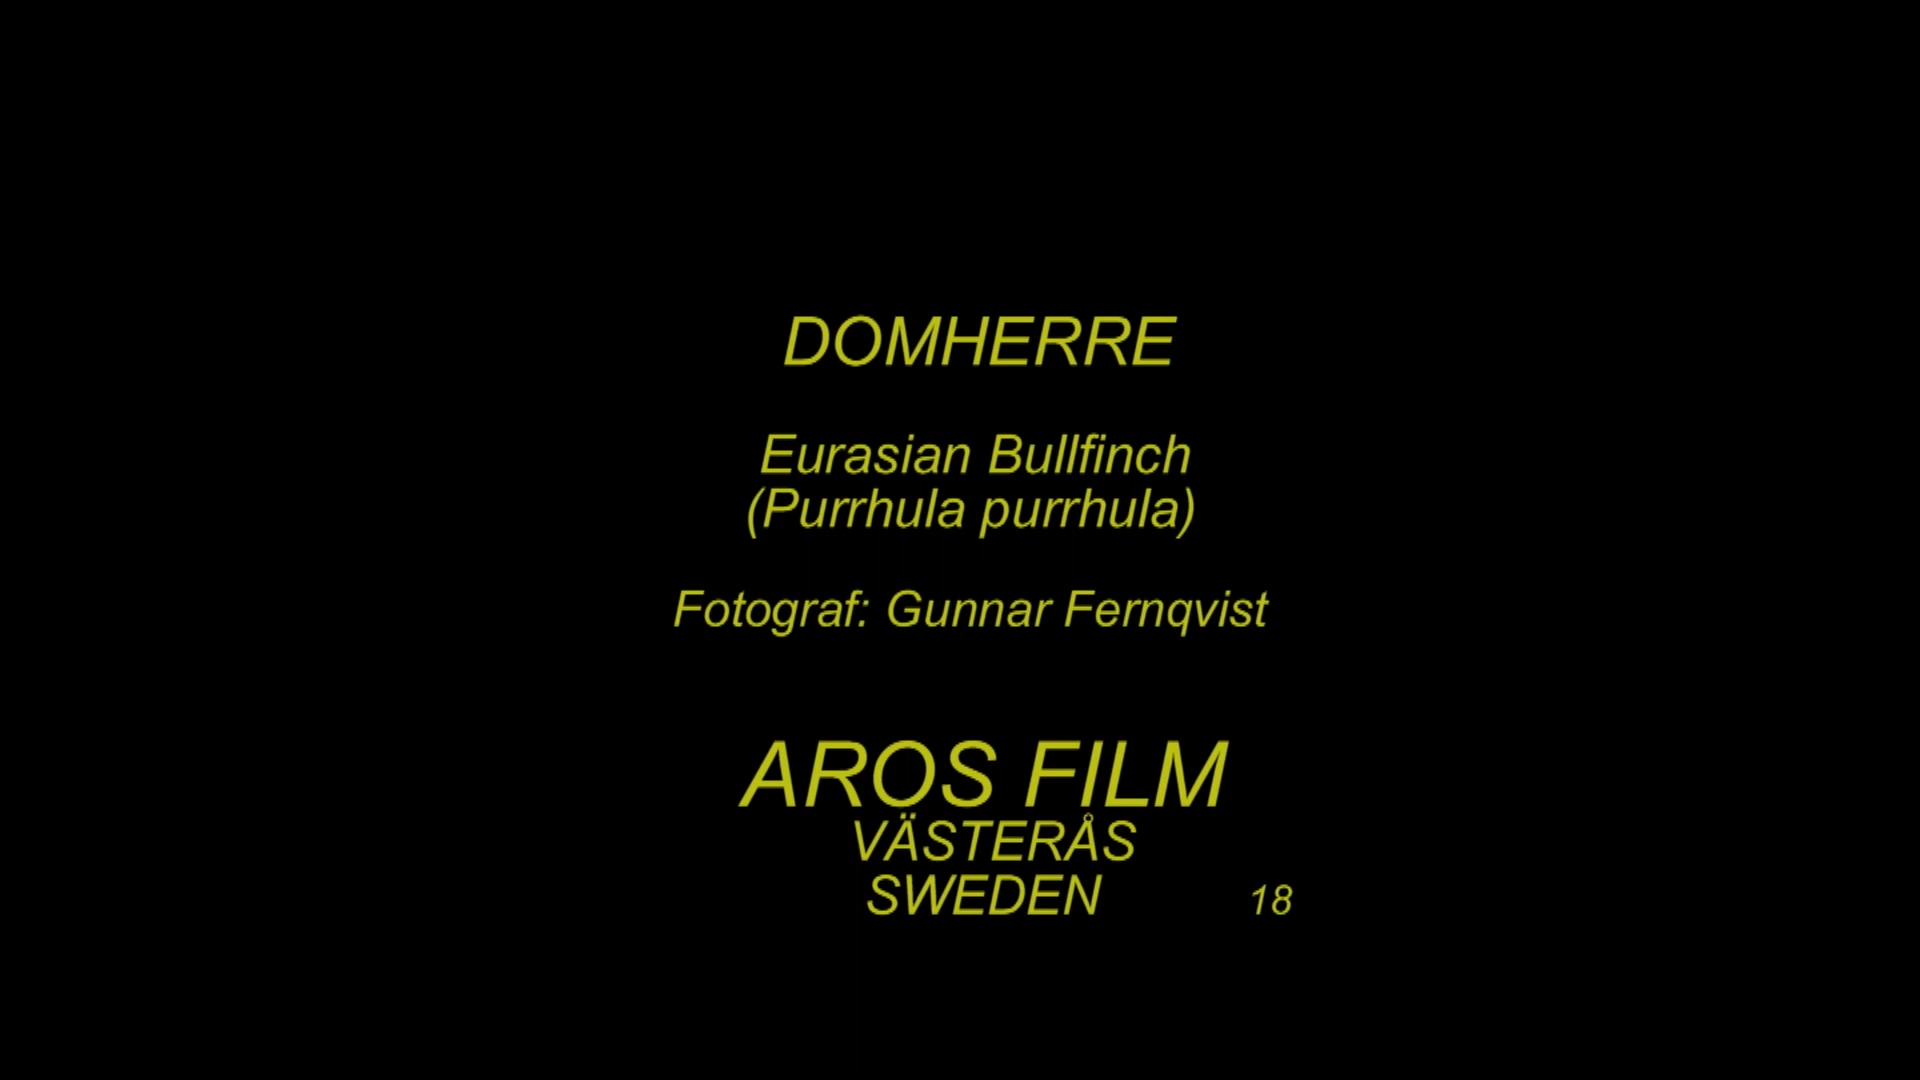 DOMHERRE
Eurasian Bullfinch
(Purrhula purrhula)
Fotograf: Gunnar Fernqvist
AROS FILM
VÄSTERÅS
SWEDEN
18